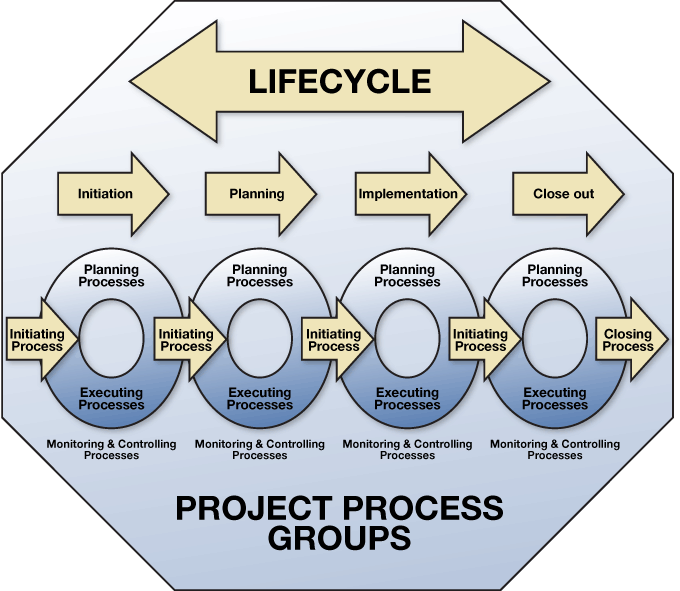 LIFECYCLE
Initiation
Planning
Implementation
Close out
Planning
Processes
Planning
Processes
Planning
Processes
Planning
Processes
Initiating
Process
Initiating
Process
Initiating
Process
Initiating
Process
Closing
Process
Executing
Processes
Executing
Processes
Executing
Processes
Executing
Processes
Monitoring & Controlling
Processes
Monitoring & Controlling
Processes
Monitoring & Controlling
Processes
Monitoring & Controlling
Processes
PROJECT PROCESS
GROUPS